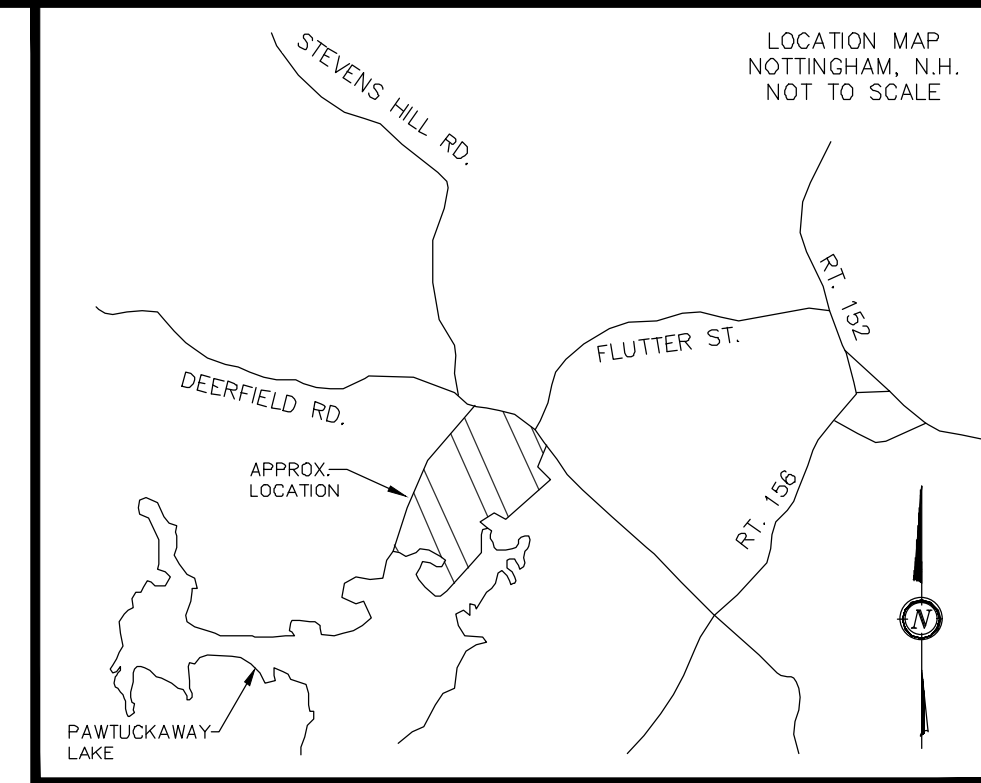 LOCATION MAP
NOTTINGHAM, N.H.
NOT TO SCALE
STEVENS HILL RD.
RT. 152
FLUTTER ST.
DEERFIELD RD.
APPROX.
LOCATION
RT. 156
N
PAWTUCKAWAY
LAKE